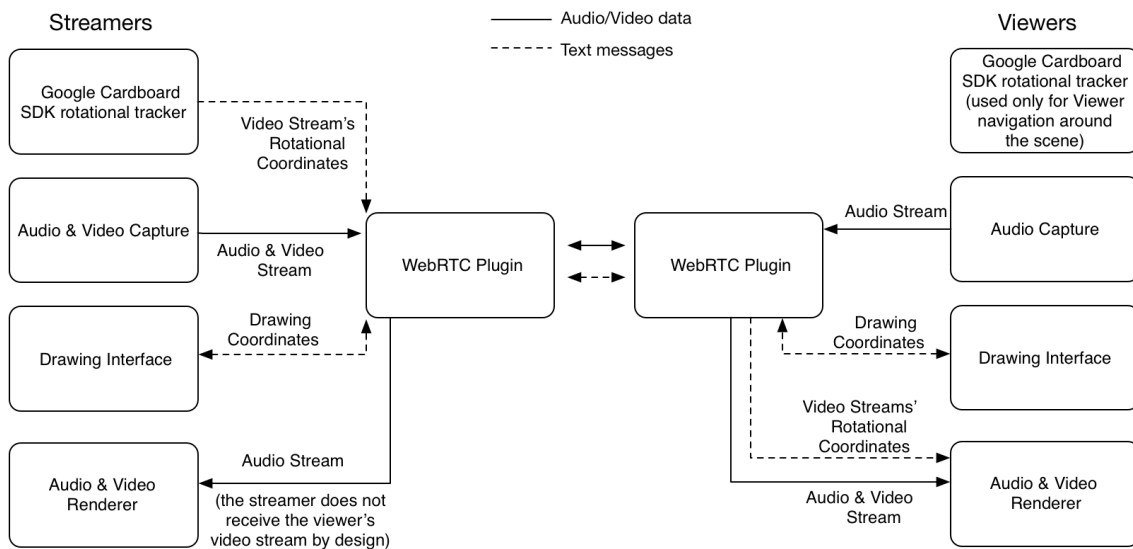 Streamers
Audio/Video data
Text messages
Viewers
Google Cardboard
SDK rotational tracker
Video Stream's
Rotational
Coordinates
Audio & Video Capture
Audio & Video
Stream
WebRTC Plugin
Drawing
Coordinates
Drawing Interface
Audio Stream
(the streamer does not
receive the viewer's
video stream by design)
Audio & Video
Renderer
WebRTC Plugin
Google Cardboard
SDK rotational tracker
(used only for Viewer
navigation around
the scene)
Audio Stream
Audio Capture
Drawing
Coordinates
Drawing Interface
Video Streams'
Rotational
Coordinates
Audio & Video
Stream
Audio & Video
Renderer